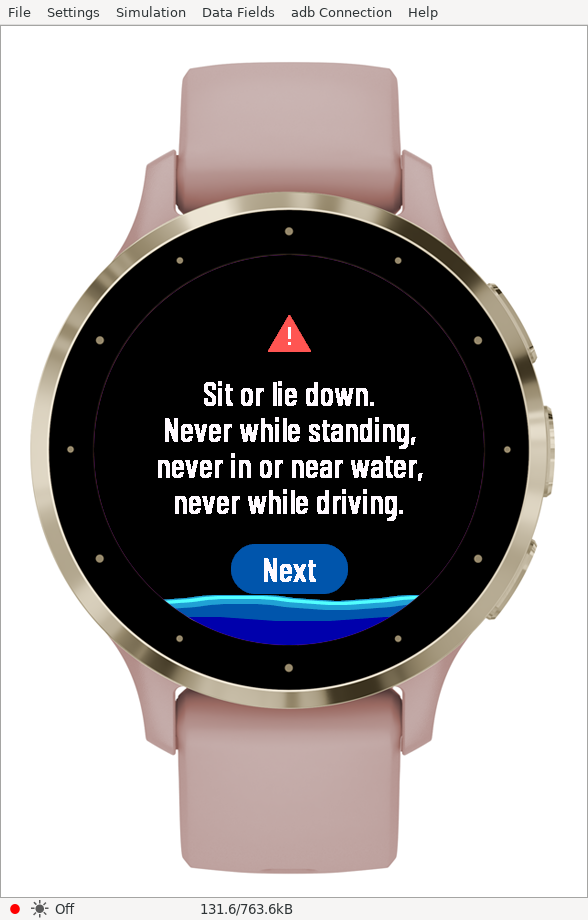 File Settings Simulation Data Fields adb Connection Help
!
Sit or lie down.
Never while standing,
never in or near water,
never while driving.
Next
Off 131.6/763.6kB